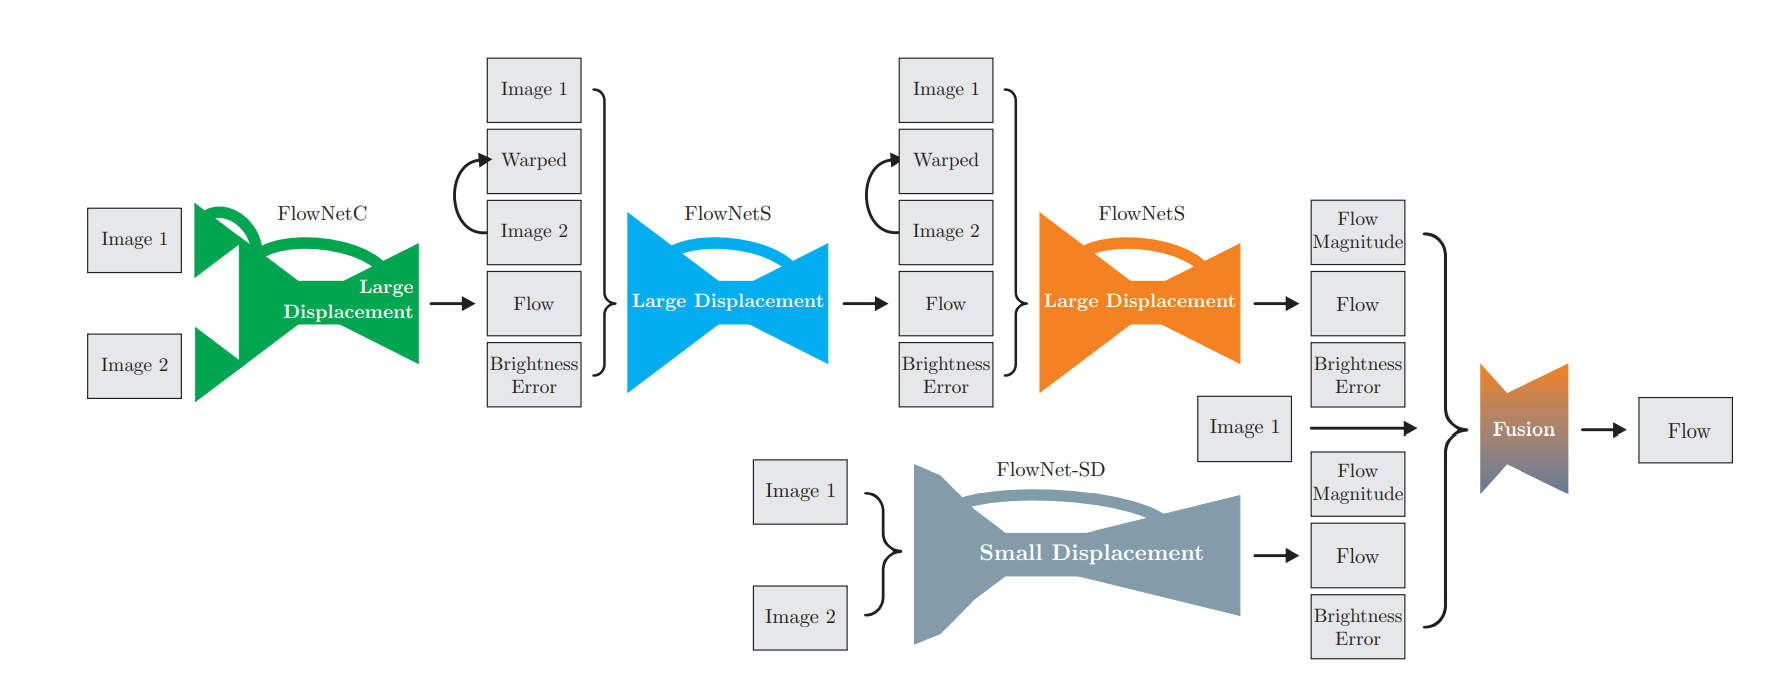 Image 1
Image 2
FlowNetC
Large
Displacement
Image 1
Warped
Image 2
Flow
Brightness
Error
FlowNetS
Large Displacement
Image 1
Warped
Image 2
Flow
Brightness
Error
FlowNetS
Large Displacement
Flow
Magnitude
Flow
Brightness
Error
Image 1
Image 1
Image 2
FlowNet-SD
Small Displacement
Flow
Magnitude
Flow
Brightness
Error
Fusion
Flow